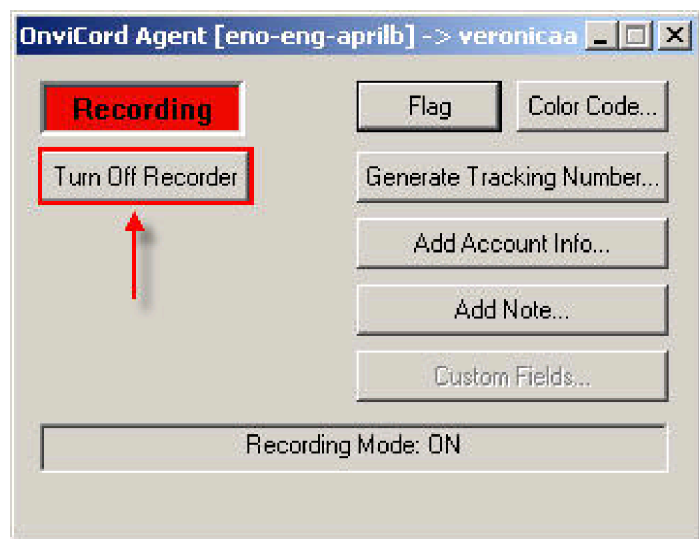 OnviCord Agent [eno-eng-aprilb] -> veronicaa
Recording
Flag
Color Code...
Turn Off Recorder
Generate Tracking Number...
Add Account Info...
Add Note...
Custom Fields...
Recording Mode: ON